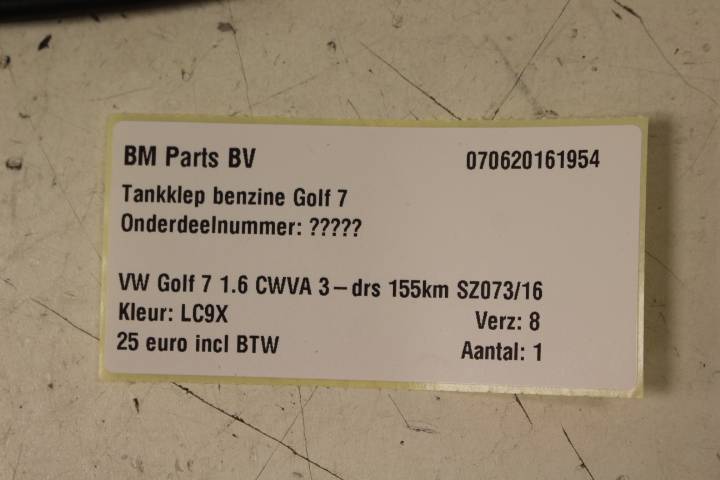 BM Parts BV 070620161954
Tankklep benzine Golf 7
Onderdeelnummer: ?????
VW Golf 7 1.6 CWVA 3-drs 155km SZ073/16
Kleur: LC9X Verz: 8
25 euro incl BTW Aantal: 1